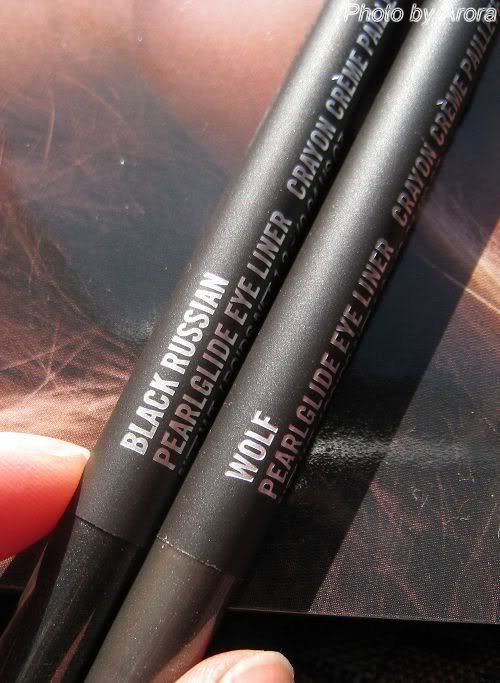 Photo by Arora
BLACK RUSSIAN
PEARLGLIDE EYE LINER CRAYON CRÈME PAILL
WOLF
PEARLGLIDE EYE LINER CRAYON CRÈME PAILL